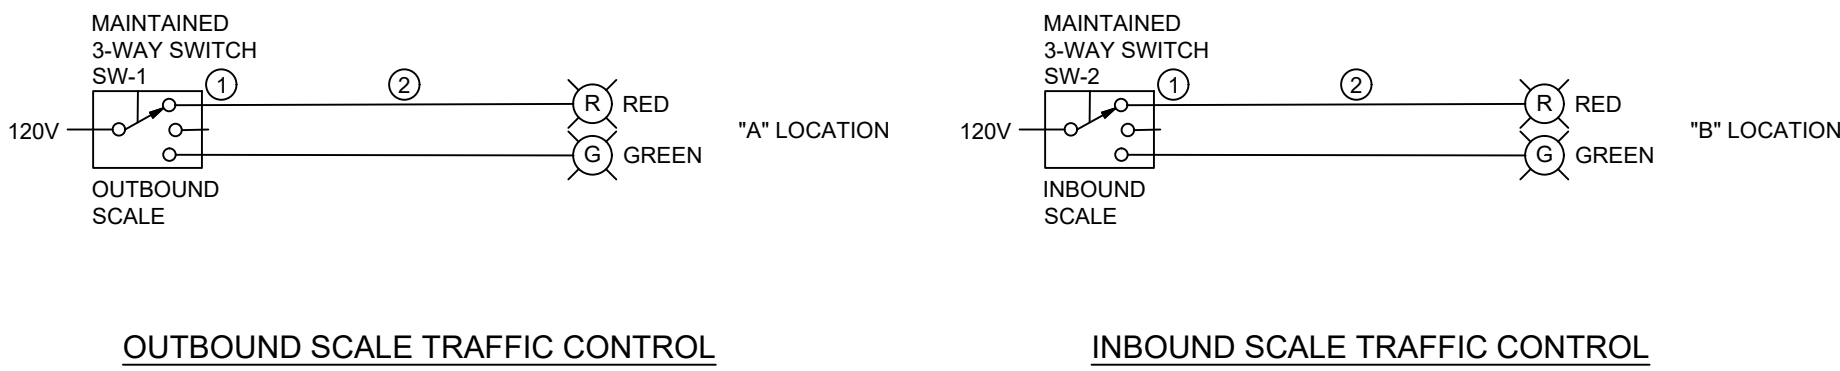 MAINTAINED
3-WAY SWITCH
SW-1
1
2
R RED
120V
"A" LOCATION
G GREEN
OUTBOUND
SCALE
OUTBOUND SCALE TRAFFIC CONTROL
MAINTAINED
3-WAY SWITCH
SW-2
1
2
R RED
120V
"B" LOCATION
G GREEN
INBOUND
SCALE
INBOUND SCALE TRAFFIC CONTROL